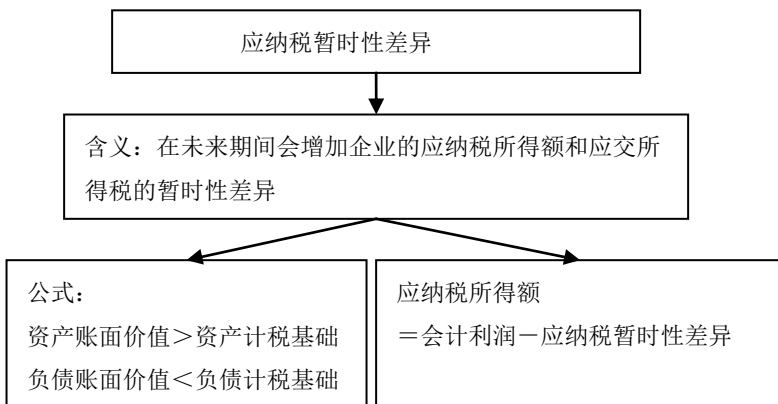 应纳税暂时性差异
含义：在未来期间会增加企业的应纳税所得额和应交所
得税的暂时性差异
公式：
资产账面价值＞资产计税基础
负债账面价值＜负债计税基础
应纳税所得额
＝会计利润－应纳税暂时性差异